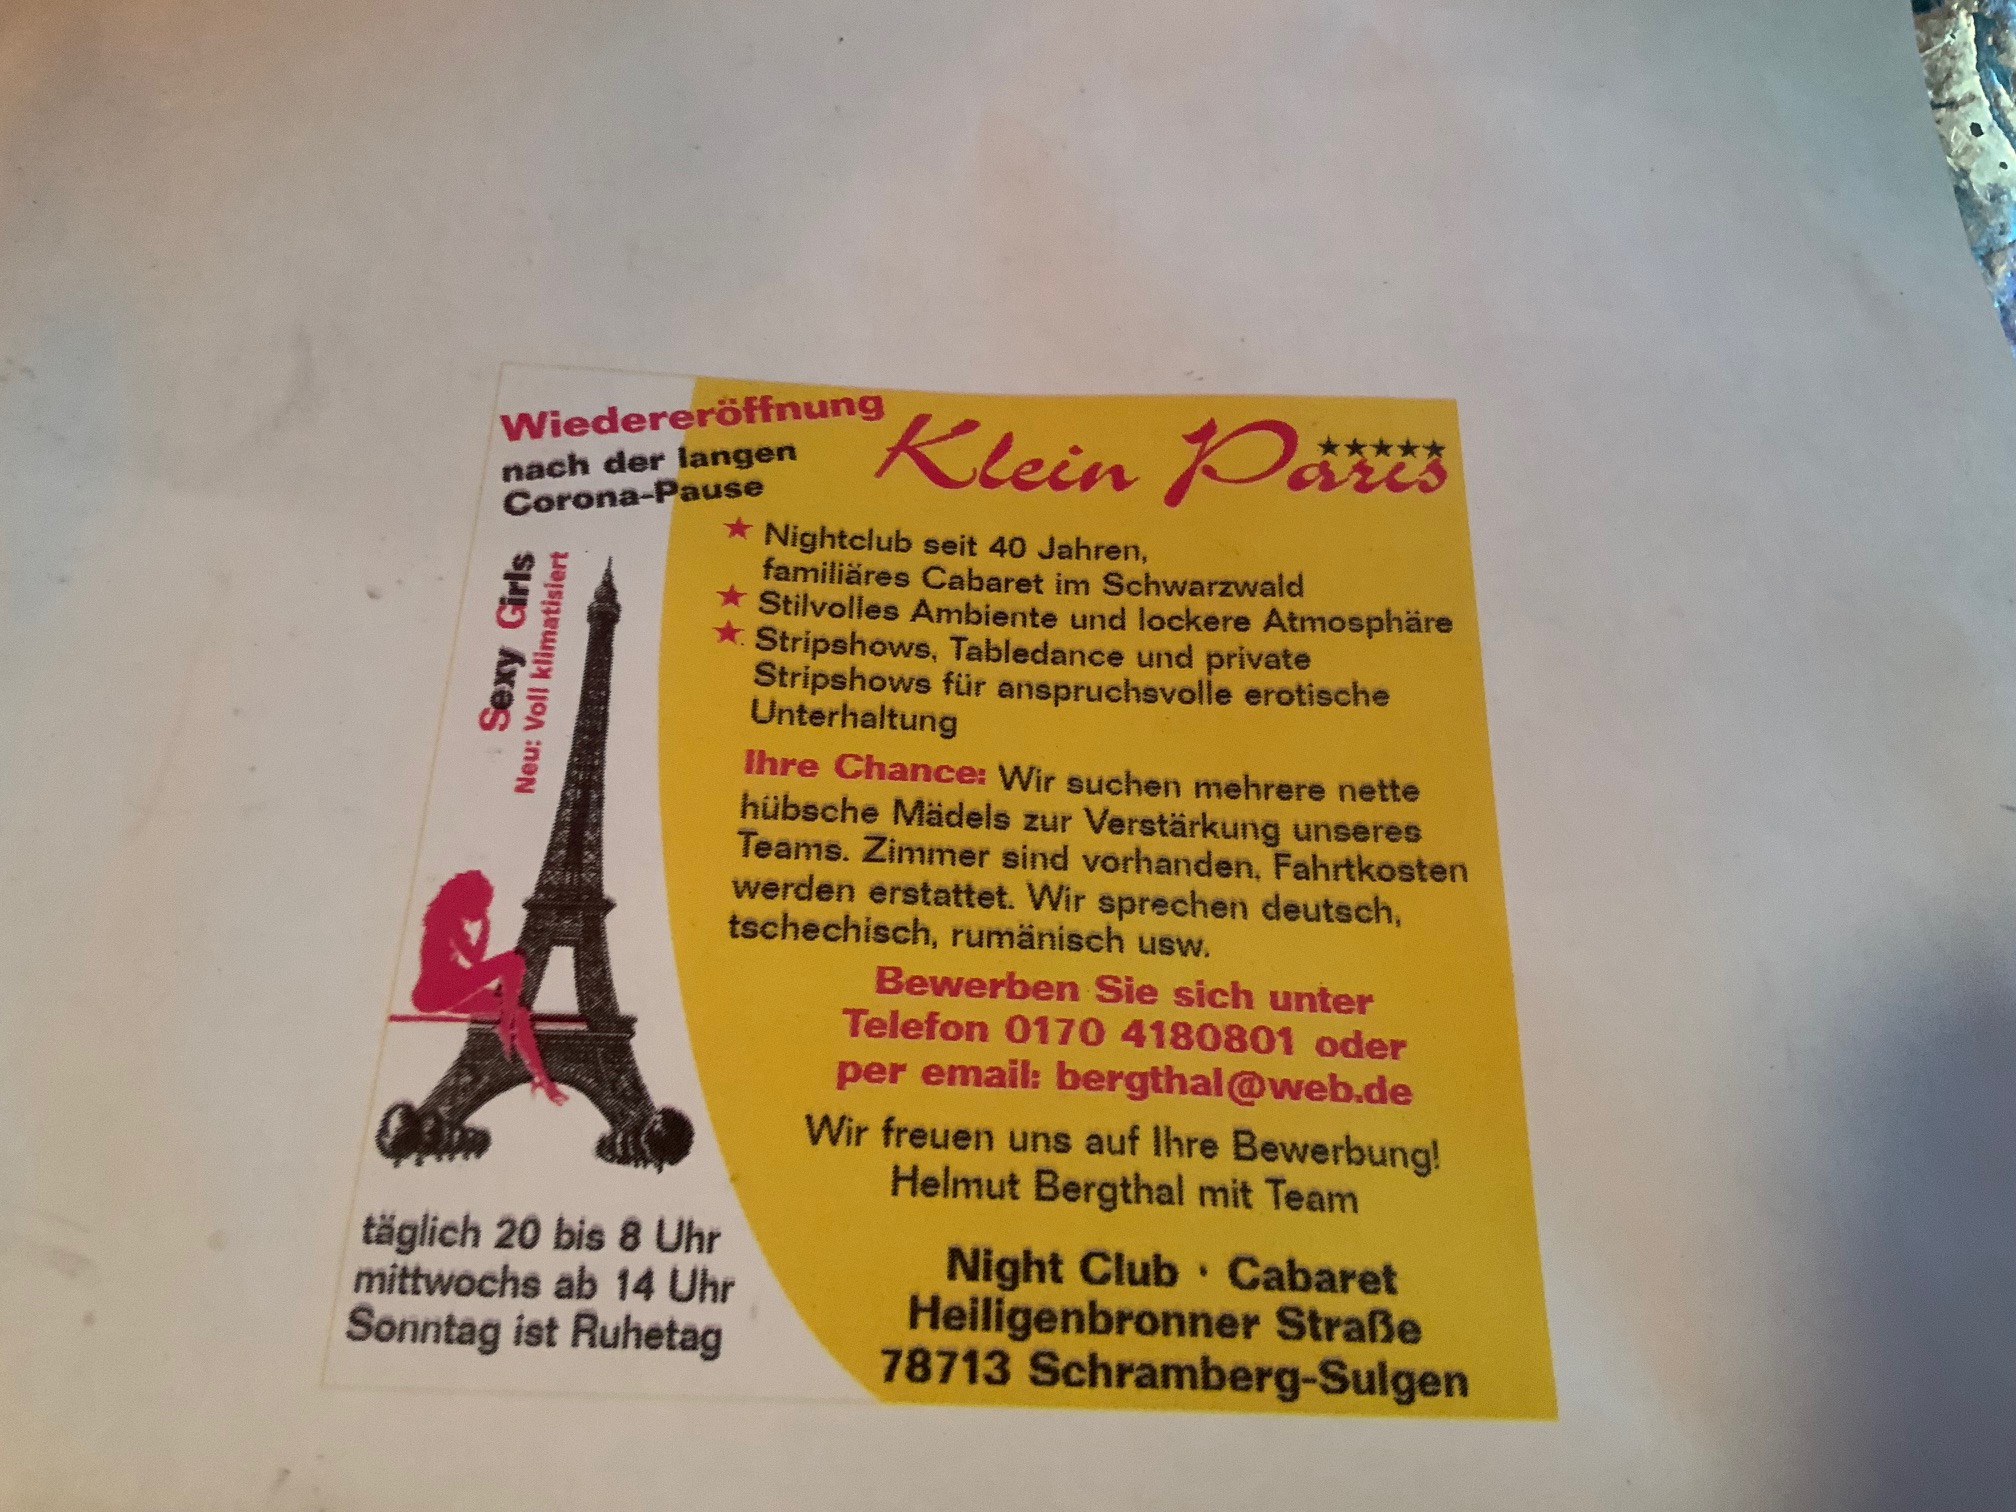 Wiedereröffnung
nach der langen
Corona-Pause
Sexy Girls
Neu: Voll klimatisiert
täglich 20 bis 8 Uhr
mittwochs ab 14 Uhr
Sonntag ist Ruhetag
Klein Paris
Nightclub seit 40 Jahren,
familiäres Cabaret im Schwarzwald
Stilvolles Ambiente und lockere Atmosphäre
Stripshows, Tabledance und private
Stripshows für anspruchsvolle erotische
Unterhaltung
Ihre Chance: Wir suchen mehrere nette
hübsche Mädels zur Verstärkung unseres
Teams. Zimmer sind vorhanden, Fahrtkosten
werden erstattet. Wir sprechen deutsch,
tschechisch, rumänisch usw.
Bewerben Sie sich unter
Telefon 0170 4180801 oder
per email: bergthal@web.de
Wir freuen uns auf Ihre Bewerbung!
Helmut Bergthal mit Team
Night Club · Cabaret
Heiligenbronner Straße
78713 Schramberg-Sulgen